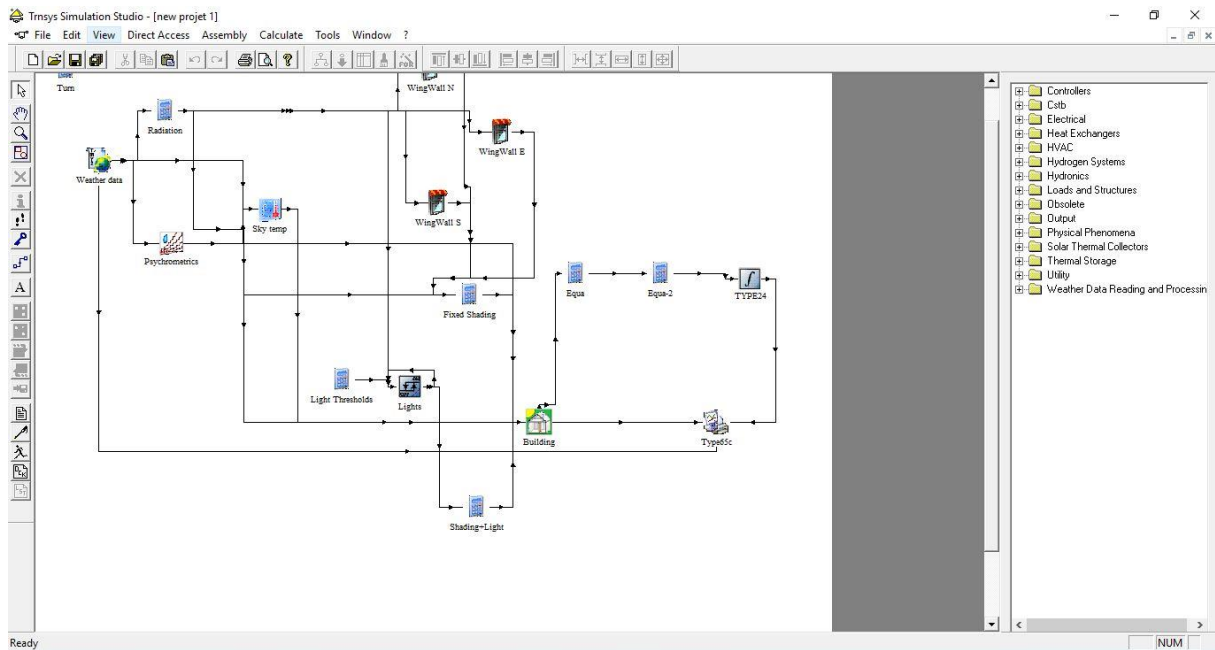 Trnsys Simulation Studio - [new projet 1]
File Edit View Direct Access Assembly Calculate Tools Window ?
Turn
WingWall N
Radiation
WingWall E
Weather data
WingWall S
Sky temp
Psychrometrics
Equa
Equa-2
TYPE24
Fixed Shading
Light Thresholds
Lights
Building
Type65c
Shading+Light
Controllers
Cstb
Electrical
Heat Exchangers
HVAC
Hydrogen Systems
Hydronics
Loads and Structures
Obsolete
Output
Physical Phenomena
Solar Thermal Collectors
Thermal Storage
Utility
Weather Data Reading and Processin
Ready
NUM